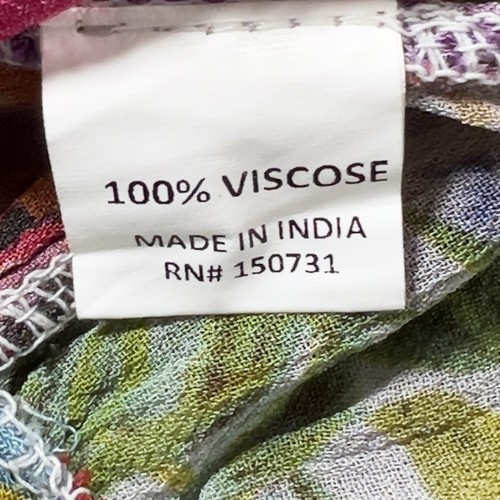 100% VISCOSE
MADE IN INDIA
RN# 150731